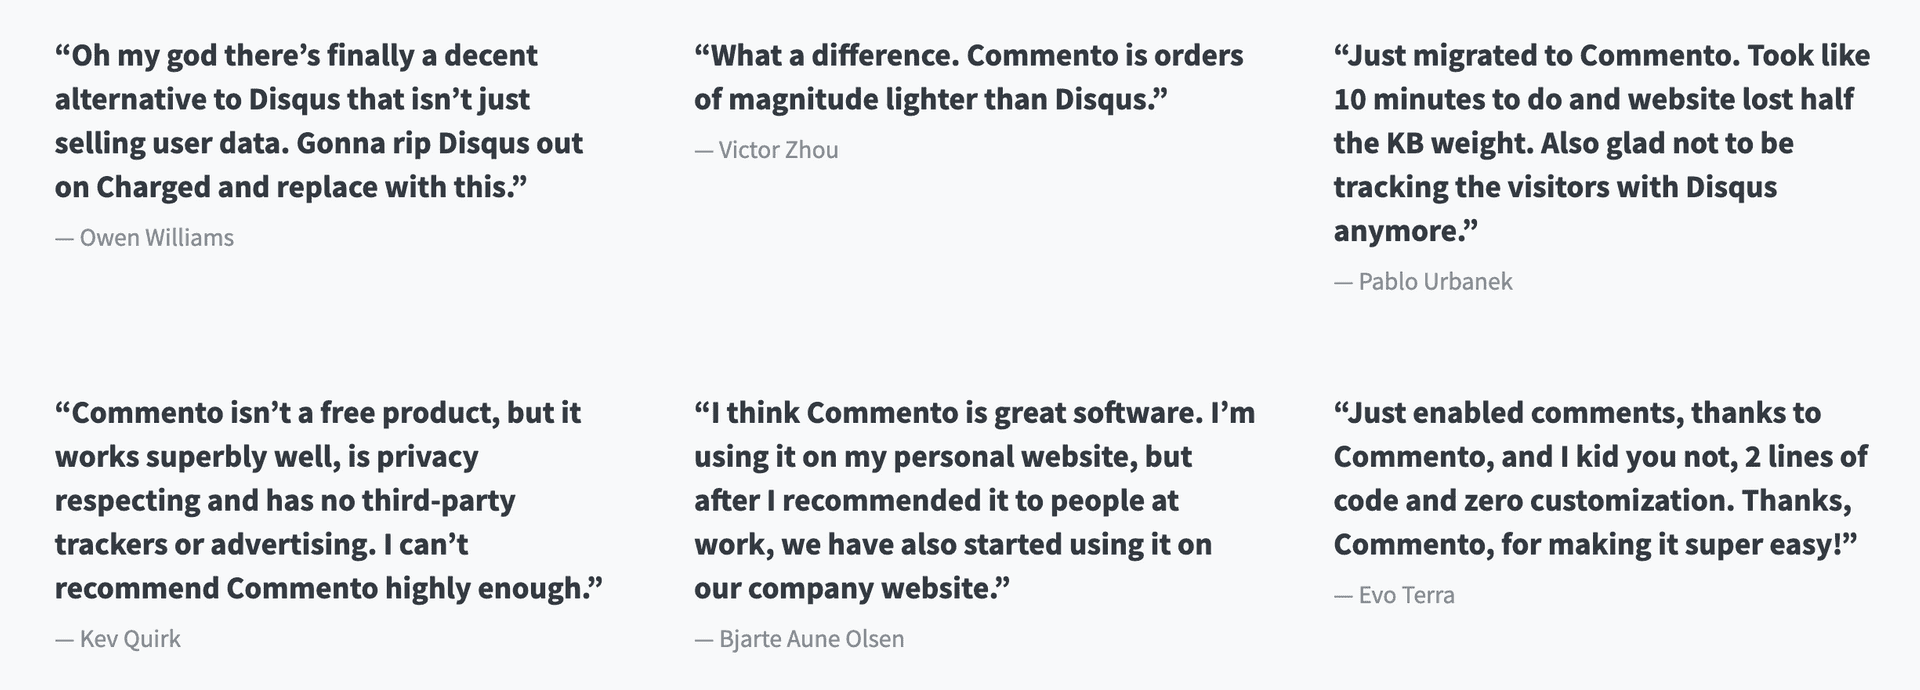 “Oh my god there’s finally a decent
alternative to Disqus that isn’t just
selling user data. Gonna rip Disqus out
on Charged and replace with this.”
— Owen Williams
“What a difference. Commento is orders
of magnitude lighter than Disqus.”
— Victor Zhou
“Just migrated to Commento. Took like
10 minutes to do and website lost half
the KB weight. Also glad not to be
tracking the visitors with Disqus
anymore.”
— Pablo Urbanek
“Commento isn’t a free product, but it
works superbly well, is privacy
respecting and has no third-party
trackers or advertising. I can’t
recommend Commento highly enough.”
— Kev Quirk
“I think Commento is great software. I’m
using it on my personal website, but
after I recommended it to people at
work, we have also started using it on
our company website.”
— Bjarte Aune Olsen
“Just enabled comments, thanks to
Commento, and I kid you not, 2 lines of
code and zero customization. Thanks,
Commento, for making it super easy!”
— Evo Terra